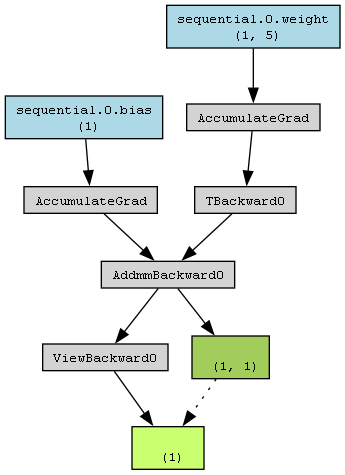 sequential.0.weight
(1, 5)
sequential.0.bias
(1)
AccumulateGrad
AccumulateGrad
TBackward0
AddmmBackward0
ViewBackward0
(1, 1)
(1)